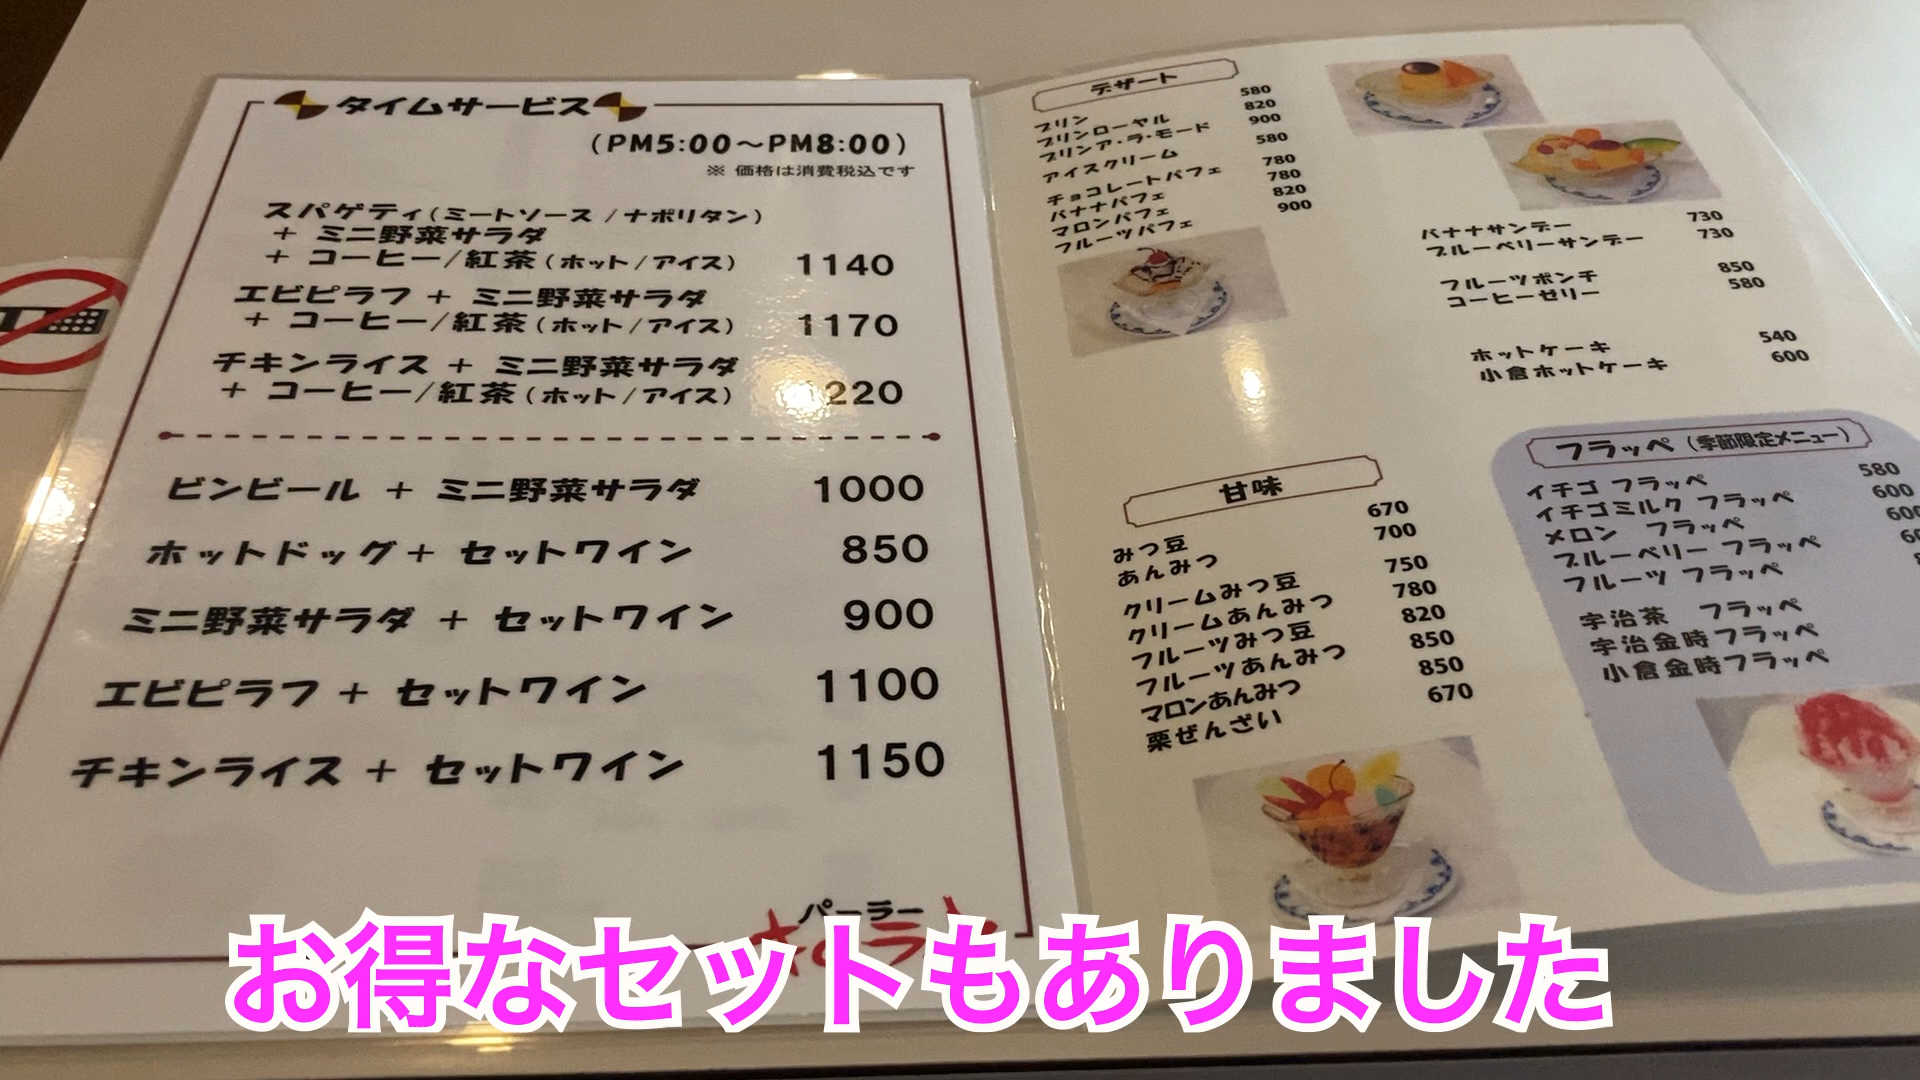 タイムサービス
(PM5:00～PM8:00)
※ 価格は消費税込です
スパゲティ(ミートソース / ナポリタン)
+ ミニ野菜サラダ
+ コーヒー/紅茶(ホット/アイス) 1140
エビピラフ + ミニ野菜サラダ
+ コーヒー/紅茶(ホット/アイス) 1170
チキンライス + ミニ野菜サラダ
+ コーヒー/紅茶(ホット/アイス) 1220
ビンビール + ミニ野菜サラダ 1000
ホットドッグ+ セットワイン 850
ミニ野菜サラダ + セットワイン 900
エビピラフ + セットワイン 1100
チキンライス + セットワイン 1150
パーラー
デザート
プリン 580
プリンローヤル 820
プリンア・ラ・モード 900
アイスクリーム 580
チョコレートパフェ 780
バナナパフェ 780
マロンパフェ 820
フルーツパフェ 900
バナナサンデー 730
ブルーベリーサンデー 730
フルーツポンチ 850
コーヒーゼリー 580
ホットケーキ 540
小倉ホットケーキ 600
甘味
みつ豆 670
あんみつ 700
クリームみつ豆 750
クリームあんみつ 780
フルーツみつ豆 820
フルーツあんみつ 850
マロンあんみつ 850
栗ぜんざい 670
フラッペ(季節限定メニュー)
イチゴ フラッペ 580
イチゴミルク フラッペ 600
メロン フラッペ 600
ブルーベリー フラッペ
フルーツ フラッペ
宇治茶 フラッペ
宇治金時フラッペ
小倉金時フラッペ
お得なセットもありました